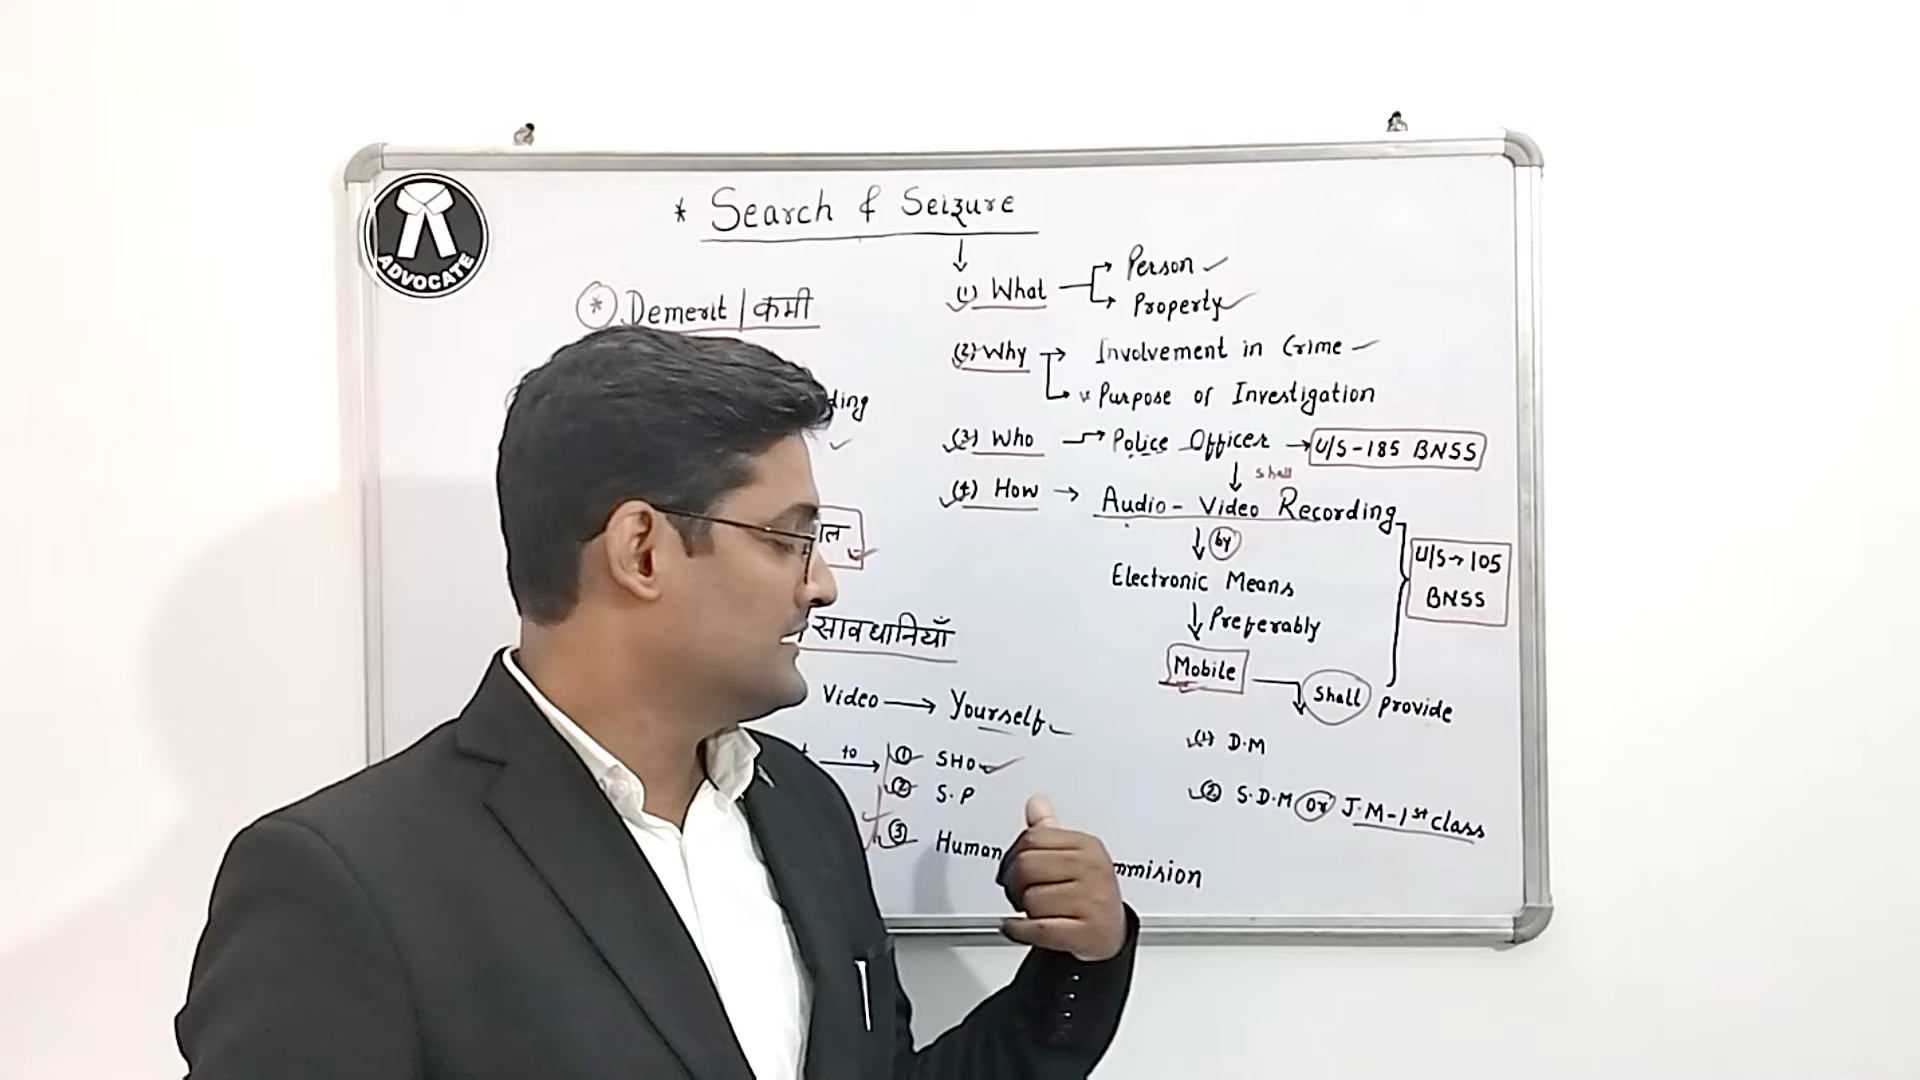 * Search & Seizure
ADVOCATE
* Demerit / कमी
(1) What → Person
→ Property
(2) Why → Involvement in Crime
→ Purpose of Investigation
(3) Who → Police Officer → U/S-185 BNSS
shall
(4) How → Audio-Video Recording
by
U/S → 105
BNSS
Electronic Means
Preferably
Mobile → Shall provide
(1) D.M
(2) S.D.M or J.M-1st class
सावधानियाँ
Video → Yourself
to → (1) SHO
(2) S.P
(3) Human